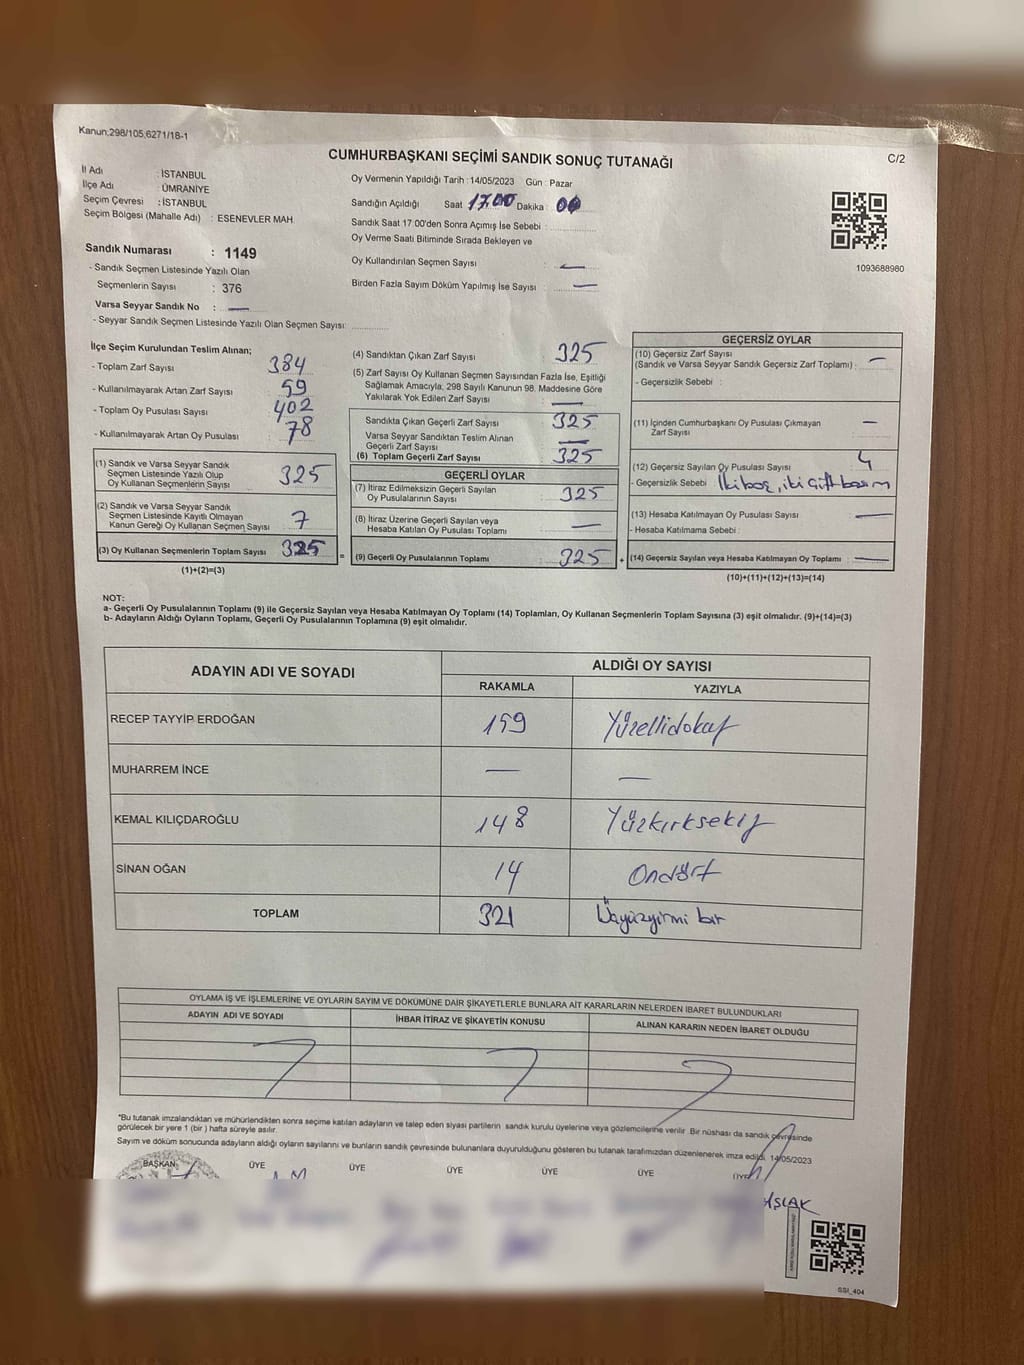 Kanun;298/105;6271/18-1
CUMHURBAŞKANI SEÇİMİ SANDIK SONUÇ TUTANAĞI
C/2
İl Adı : İSTANBUL
İlçe Adı : ÜMRANİYE
Seçim Çevresi : İSTANBUL
Seçim Bölgesi (Mahalle Adı) : ESENEVLER MAH.
Sandık Numarası : 1149
- Sandık Seçmen Listesinde Yazılı Olan
Seçmenlerin Sayısı : 376
Varsa Seyyar Sandık No : —
- Seyyar Sandık Seçmen Listesinde Yazılı Olan Seçmen Sayısı: ..............
Oy Vermenin Yapıldığı Tarih : 14/05/2023 Gün : Pazar
Sandığın Açıldığı Saat 17.00 Dakika : 00
Sandık Saat 17:00'den Sonra Açımış İse Sebebi : ..............
Oy Verme Saati Bitiminde Sırada Bekleyen ve
Oy Kullandırılan Seçmen Sayısı —
Birden Fazla Sayım Döküm Yapılmış İse Sayısı : —
1093688980
İlçe Seçim Kurulundan Teslim Alınan;
- Toplam Zarf Sayısı 384
- Kullanılmayarak Artan Zarf Sayısı 59
- Toplam Oy Pusulası Sayısı 402
- Kullanılmayarak Artan Oy Pusulası 78
(1) Sandık ve Varsa Seyyar Sandık
Seçmen Listesinde Yazılı Olup
Oy Kullanan Seçmenlerin Sayısı 325
(2) Sandık ve Varsa Seyyar Sandık
Seçmen Listesinde Kayıtlı Olmayan
Kanun Gereği Oy Kullanan Seçmen Sayısı 7
(3) Oy Kullanan Seçmenlerin Toplam Sayısı 325 =
(1)+(2)=(3)
(4) Sandıktan Çıkan Zarf Sayısı 325
(5) Zarf Sayısı Oy Kullanan Seçmen Sayısından Fazla İse, Eşitliği
Sağlamak Amacıyla, 298 Sayılı Kanunun 98. Maddesine Göre
Yakılarak Yok Edilen Zarf Sayısı —
Sandıkta Çıkan Geçerli Zarf Sayısı 325
Varsa Seyyar Sandıktan Teslim Alınan
Geçerli Zarf Sayısı —
(6) Toplam Geçerli Zarf Sayısı 325
GEÇERLİ OYLAR
(7) İtiraz Edilmeksizin Geçerli Sayılan
Oy Pusulalarının Sayısı 325
(8) İtiraz Üzerine Geçerli Sayılan veya
Hesaba Katılan Oy Pusulası Toplamı —
(9) Geçerli Oy Pusulalarının Toplamı 325 +
GEÇERSİZ OYLAR
(10) Geçersiz Zarf Sayısı
(Sandık ve Varsa Seyyar Sandık Geçersiz Zarf Toplamı) : —
- Geçersizlik Sebebi :
(11) İçinden Cumhurbaşkanı Oy Pusulası Çıkmayan
Zarf Sayısı —
(12) Geçersiz Sayılan Oy Pusulası Sayısı 4
- Geçersizlik Sebebi İki boş, iki çift basım
(13) Hesaba Katılmayan Oy Pusulası Sayısı —
- Hesaba Katılmama Sebebi :
(14) Geçersiz Sayılan veya Hesaba Katılmayan Oy Toplamı —
(10)+(11)+(12)+(13)=(14)
NOT:
a- Geçerli Oy Pusulalarının Toplamı (9) ile Geçersiz Sayılan veya Hesaba Katılmayan Oy Toplamı (14) Toplamları, Oy Kullanan Seçmenlerin Toplam Sayısına (3) eşit olmalıdır. (9)+(14)=(3)
b- Adayların Aldığı Oyların Toplamı, Geçerli Oy Pusulalarının Toplamına (9) eşit olmalıdır.
ADAYIN ADI VE SOYADI ALDIĞI OY SAYISI
RAKAMLA YAZIYLA
RECEP TAYYİP ERDOĞAN 159 Yüzellidokuz
MUHARREM İNCE — —
KEMAL KILIÇDAROĞLU 148 Yüzkırksekiz
SİNAN OĞAN 14 Ondört
TOPLAM 321 Üçyüzyirmi bir
OYLAMA İŞ VE İŞLEMLERİNE VE OYLARIN SAYIM VE DÖKÜMÜNE DAİR ŞİKAYETLERLE BUNLARA AİT KARARLARIN NELERDEN İBARET BULUNDUKLARI
ADAYIN ADI VE SOYADI İHBAR İTİRAZ VE ŞİKAYETİN KONUSU ALINAN KARARIN NEDEN İBARET OLDUĞU
*Bu tutanak imzalandıktan ve mühürlendikten sonra seçime katılan adayların ve talep eden siyasi partilerin sandık kurulu üyelerine veya gözlemcilerine verilir. Bir nüshası da sandık çevresinde
görülecek bir yere 1 (bir ) hafta süreyle asılır.
Sayım ve döküm sonucunda adayların aldığı oyların sayılarını ve bunların sandık çevresinde bulunanlara duyurulduğunu gösteren bu tutanak tarafımızdan düzenlenerek imza edildi. 14/05/2023
BAŞKAN ÜYE ÜYE ÜYE ÜYE ÜYE ÜYE
SSI_404